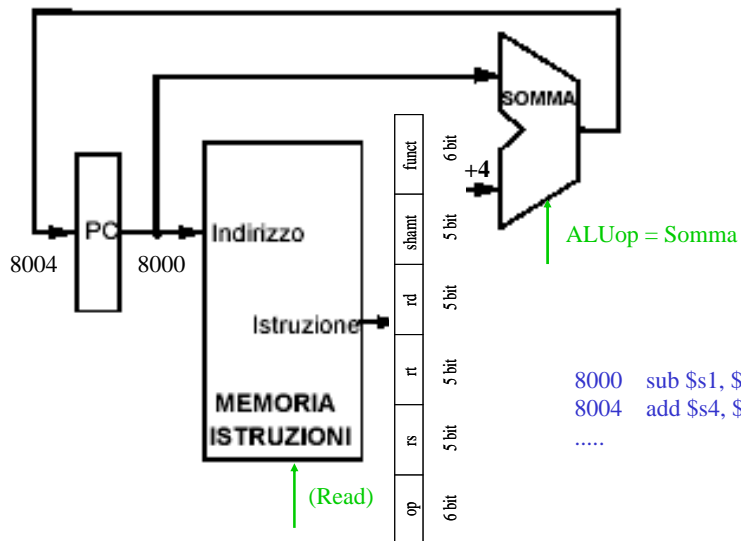 SOMMA
+4
ALUop = Somma
PC
8004
8000
Indirizzo
Istruzione
MEMORIA
ISTRUZIONI
(Read)
funct
6 bit
shamt
5 bit
rd
5 bit
rt
5 bit
rs
5 bit
op
6 bit
8000 sub $s1, $
8004 add $s4, $
.....